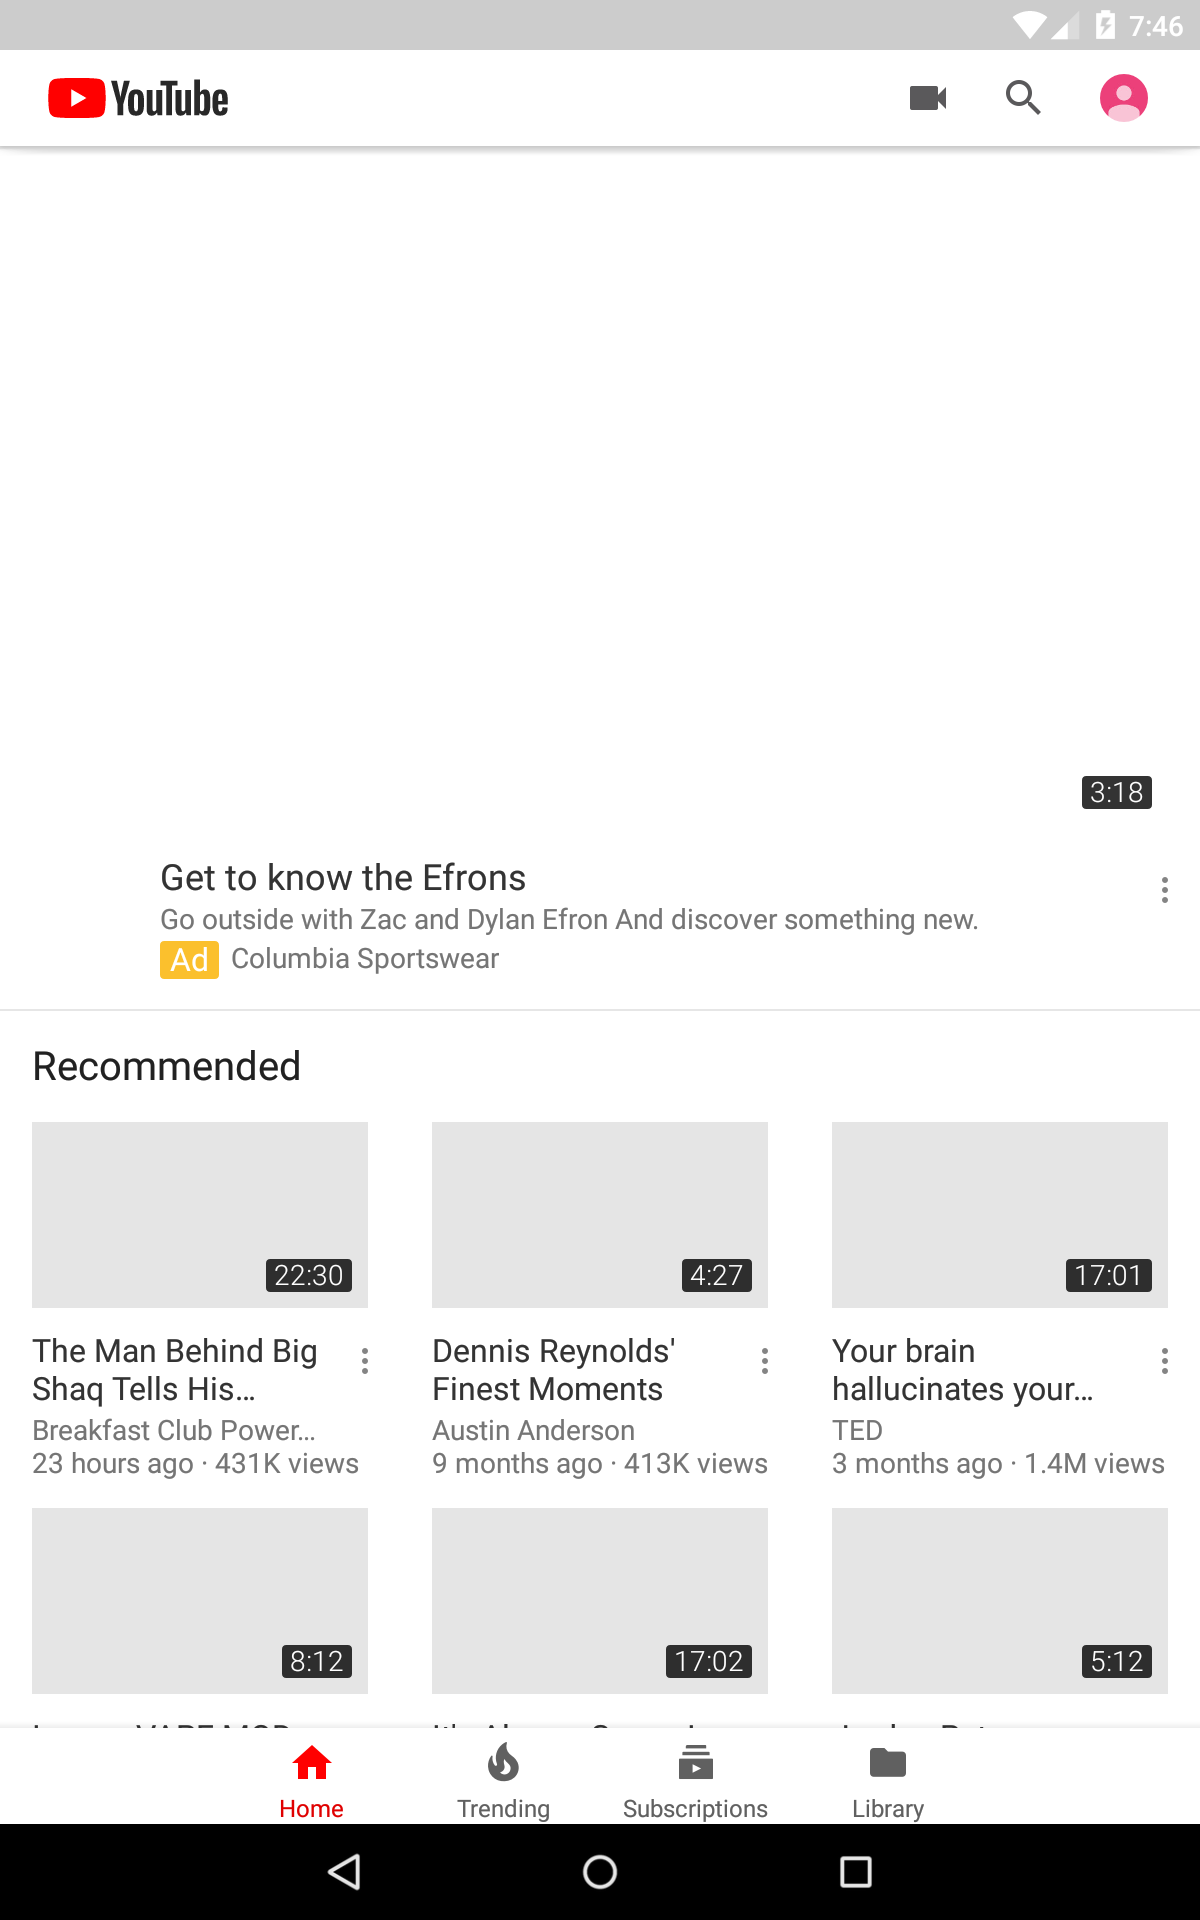 7:46
YouTube
3:18
Get to know the Efrons
Go outside with Zac and Dylan Efron And discover something new.
Ad Columbia Sportswear
Recommended
22:30
4:27
17:01
The Man Behind Big
Shaq Tells His...
Breakfast Club Power...
23 hours ago · 431K views
Dennis Reynolds'
Finest Moments
Austin Anderson
9 months ago · 413K views
Your brain
hallucinates your...
TED
3 months ago · 1.4M views
8:12
17:02
5:12
Home
Trending
Subscriptions
Library